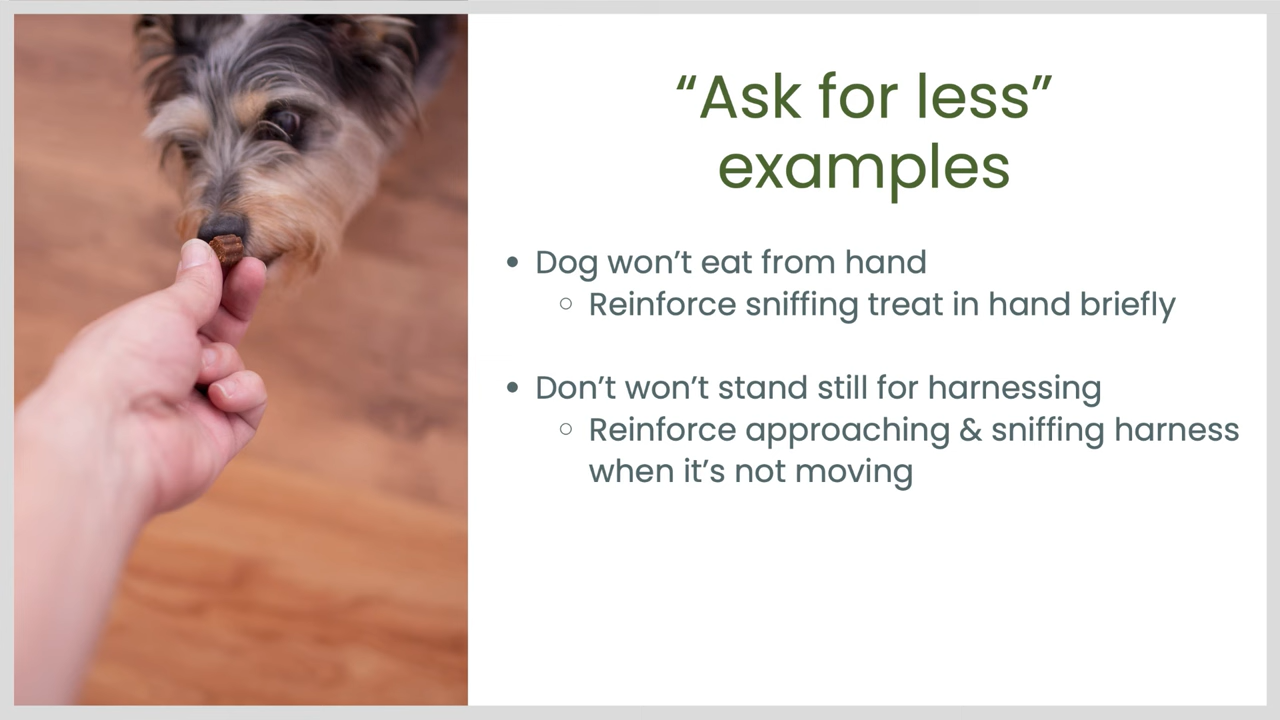 “Ask for less”
examples
• Dog won’t eat from hand
○ Reinforce sniffing treat in hand briefly
• Don’t won’t stand still for harnessing
○ Reinforce approaching & sniffing harness
when it’s not moving